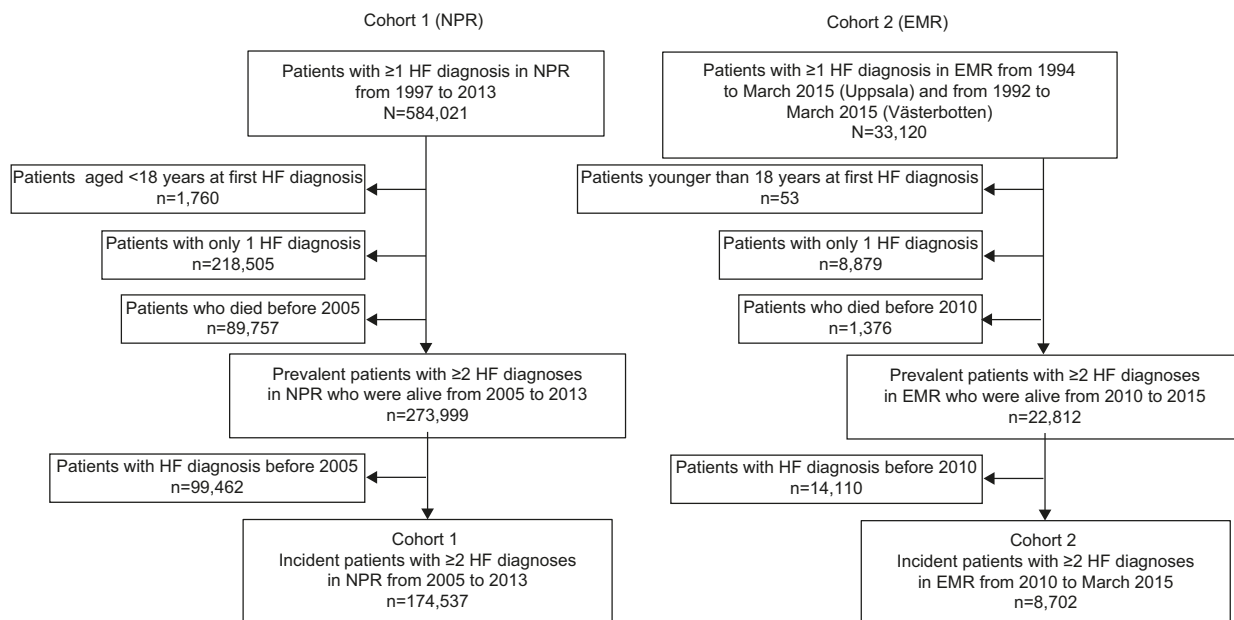 Cohort 1 (NPR)
Patients with ≥1 HF diagnosis in NPR
from 1997 to 2013
N=584,021
Patients aged <18 years at first HF diagnosis
n=1,760
Patients with only 1 HF diagnosis
n=218,505
Patients who died before 2005
n=89,757
Prevalent patients with ≥2 HF diagnoses
in NPR who were alive from 2005 to 2013
n=273,999
Patients with HF diagnosis before 2005
n=99,462
Cohort 1
Incident patients with ≥2 HF diagnoses
in NPR from 2005 to 2013
n=174,537
Cohort 2 (EMR)
Patients with ≥1 HF diagnosis in EMR from 1994
to March 2015 (Uppsala) and from 1992 to
March 2015 (Västerbotten)
N=33,120
Patients younger than 18 years at first HF diagnosis
n=53
Patients with only 1 HF diagnosis
n=8,879
Patients who died before 2010
n=1,376
Prevalent patients with ≥2 HF diagnoses
in EMR who were alive from 2010 to 2015
n=22,812
Patients with HF diagnosis before 2010
n=14,110
Cohort 2
Incident patients with ≥2 HF diagnoses
in EMR from 2010 to March 2015
n=8,702